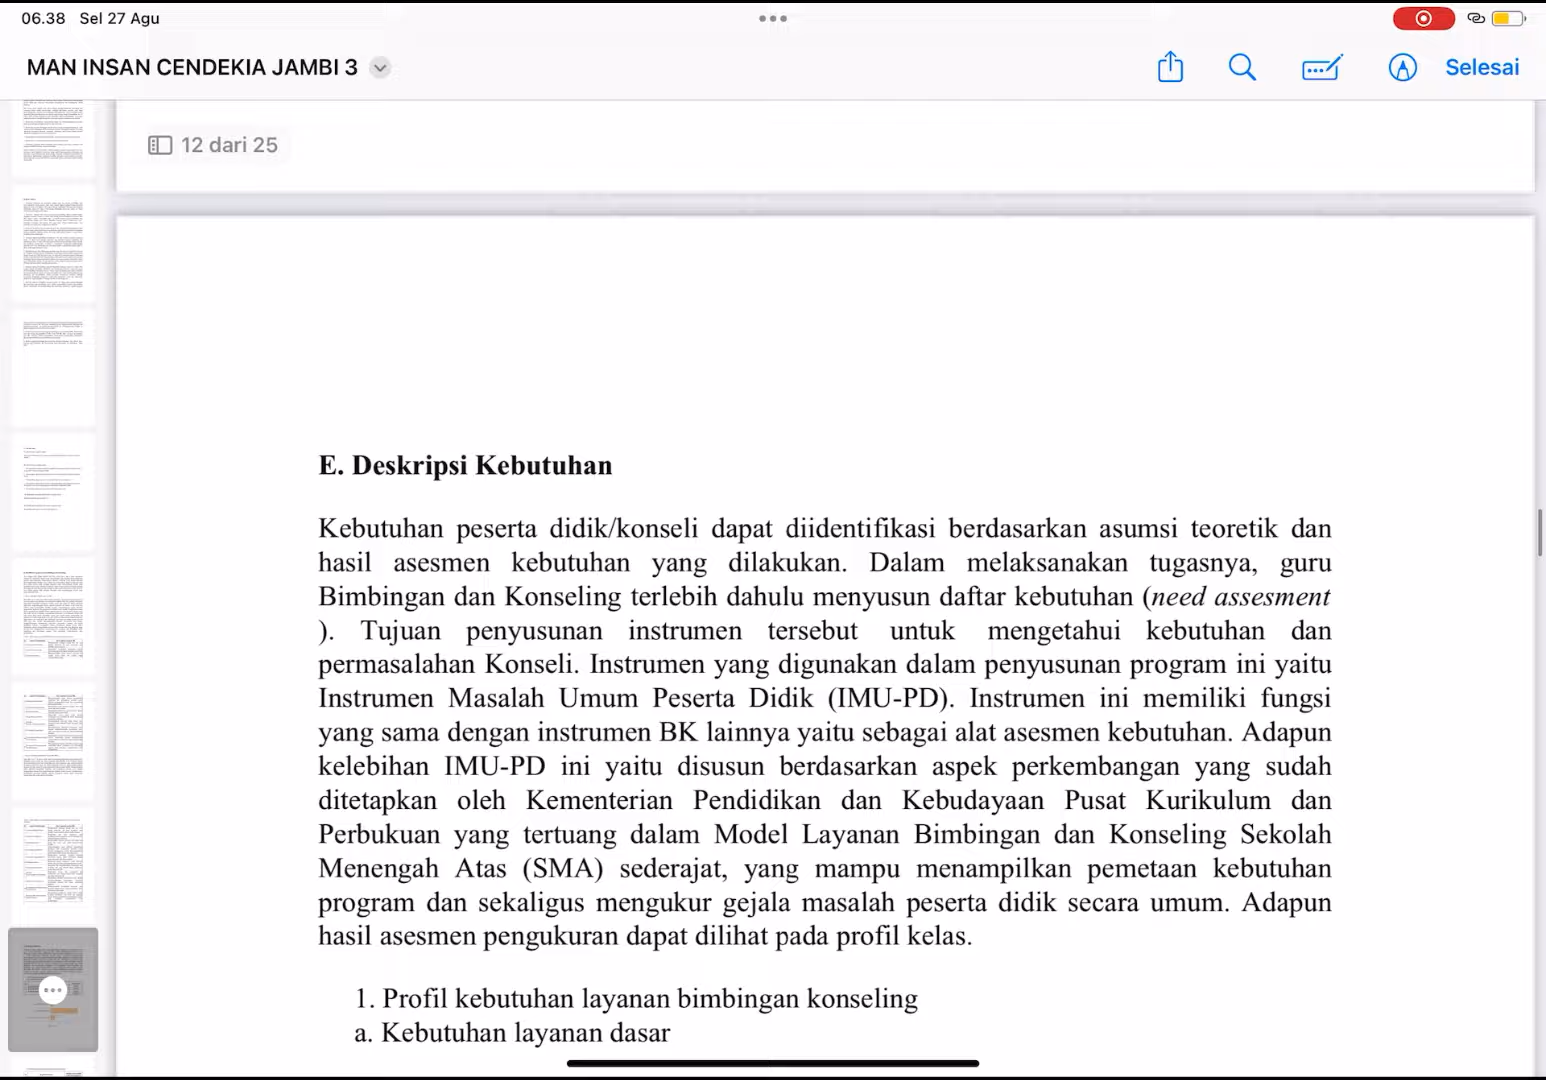 06.38 Sel 27 Agu
MAN INSAN CENDEKIA JAMBI 3
Selesai
12 dari 25
E. Deskripsi Kebutuhan
Kebutuhan peserta didik/konseli dapat diidentifikasi berdasarkan asumsi teoretik dan
hasil asesmen kebutuhan yang dilakukan. Dalam melaksanakan tugasnya, guru
Bimbingan dan Konseling terlebih dahulu menyusun daftar kebutuhan (need assesment
). Tujuan penyusunan instrumen tersebut untuk mengetahui kebutuhan dan
permasalahan Konseli. Instrumen yang digunakan dalam penyusunan program ini yaitu
Instrumen Masalah Umum Peserta Didik (IMU-PD). Instrumen ini memiliki fungsi
yang sama dengan instrumen BK lainnya yaitu sebagai alat asesmen kebutuhan. Adapun
kelebihan IMU-PD ini yaitu disusun berdasarkan aspek perkembangan yang sudah
ditetapkan oleh Kementerian Pendidikan dan Kebudayaan Pusat Kurikulum dan
Perbukuan yang tertuang dalam Model Layanan Bimbingan dan Konseling Sekolah
Menengah Atas (SMA) sederajat, yang mampu menampilkan pemetaan kebutuhan
program dan sekaligus mengukur gejala masalah peserta didik secara umum. Adapun
hasil asesmen pengukuran dapat dilihat pada profil kelas.
1. Profil kebutuhan layanan bimbingan konseling
a. Kebutuhan layanan dasar